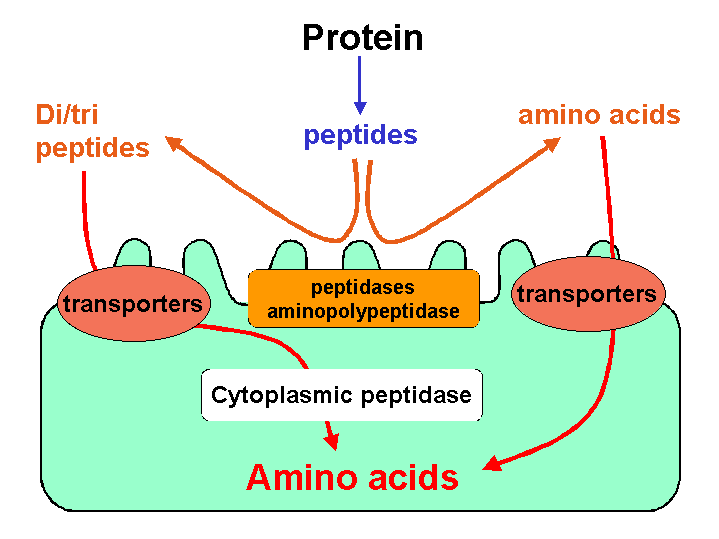 Protein
Di/tri
peptides
peptides
amino acids
transporters
peptidases
aminopolypeptidase
transporters
Cytoplasmic peptidase
Amino acids